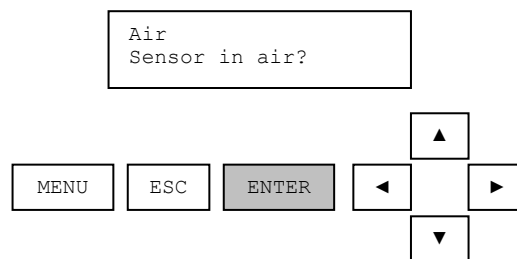 Air
Sensor in air?
▲
MENU ESC ENTER ◄ ►
▼